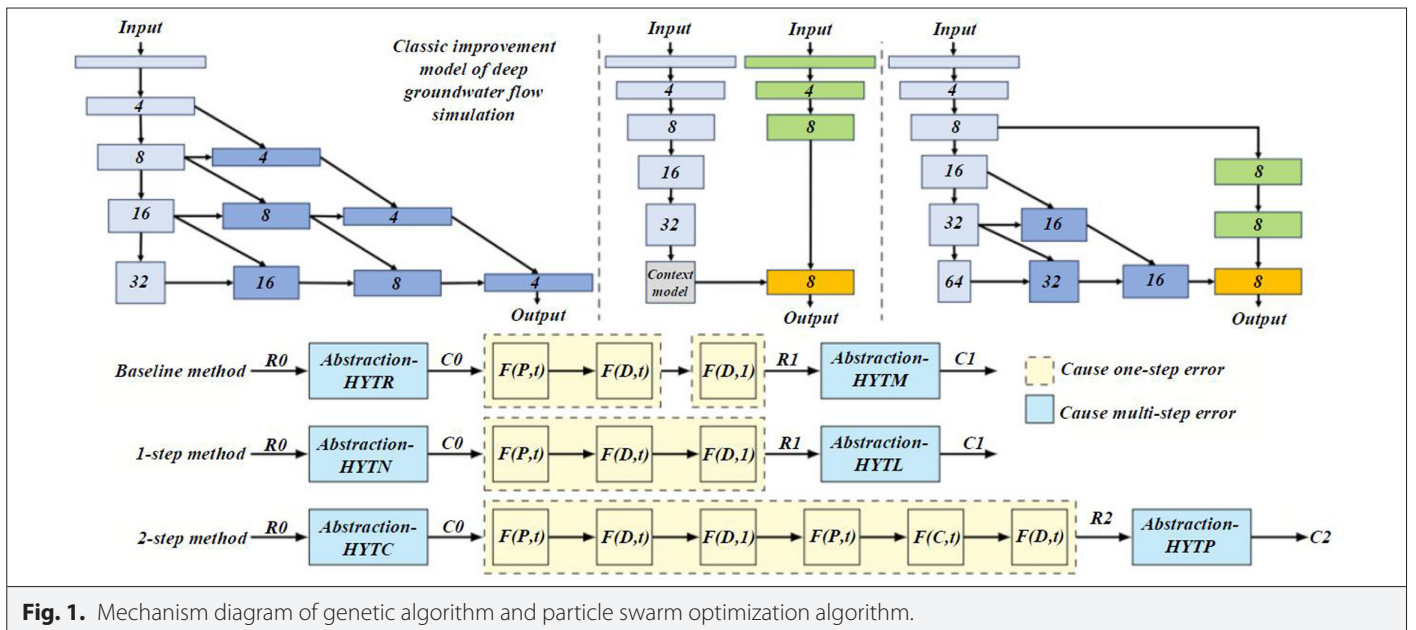 Input
4
8
4
16
8
4
32
16
8
4
Output
Classic improvement
model of deep
groundwater flow
simulation
Input
Input
4
4
8
8
16
32
Context
model
8
Output
Input
4
8
16
8
32
16
8
64
32
16
8
Output
Baseline method
R0
Abstraction-
HYTR
C0
F(P,t)
F(D,t)
F(D,1)
R1
Abstraction-
HYTM
C1
Cause one-step error
Cause multi-step error
1-step method
R0
Abstraction-
HYTN
C0
F(P,t)
F(D,t)
F(D,1)
R1
Abstraction-
HYTL
C1
2-step method
R0
Abstraction-
HYTC
C0
F(P,t)
F(D,t)
F(D,1)
F(P,t)
F(C,t)
F(D,t)
R2
Abstraction-
HYTP
C2
Fig. 1. Mechanism diagram of genetic algorithm and particle swarm optimization algorithm.